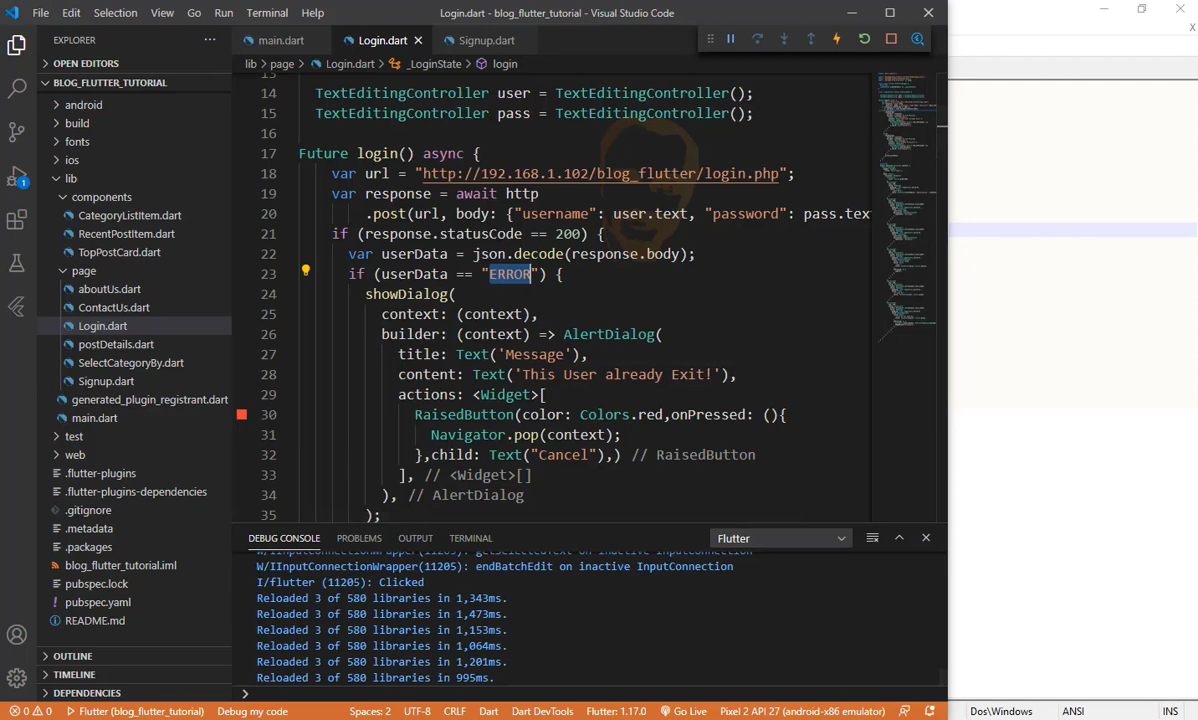 File Edit Selection View Go Run Terminal Help Login.dart - blog_flutter_tutorial - Visual Studio Code
EXPLORER
OPEN EDITORS
BLOG_FLUTTER_TUTORIAL
android
build
fonts
ios
lib
components
CategoryListItem.dart
RecentPostItem.dart
TopPostCard.dart
page
aboutUs.dart
ContactUs.dart
Login.dart
postDetails.dart
SelectCategoryBy.dart
Signup.dart
generated_plugin_registrant.dart
main.dart
test
web
.flutter-plugins
.flutter-plugins-dependencies
.gitignore
.metadata
.packages
blog_flutter_tutorial.iml
pubspec.lock
pubspec.yaml
README.md
OUTLINE
TIMELINE
DEPENDENCIES
1
main.dart Login.dart Signup.dart
lib > page > Login.dart > _LoginState > login
13
14 TextEditingController user = TextEditingController();
15 TextEditingController pass = TextEditingController();
16
17 Future login() async {
18 var url = "http://192.168.1.102/blog_flutter/login.php";
19 var response = await http
20 .post(url, body: {"username": user.text, "password": pass.text
21 if (response.statusCode == 200) {
22 var userData = json.decode(response.body);
23 if (userData == "ERROR") {
24 showDialog(
25 context: (context),
26 builder: (context) => AlertDialog(
27 title: Text('Message'),
28 content: Text('This User already Exit!'),
29 actions: <Widget>[
30 RaisedButton(color: Colors.red,onPressed: (){
31 Navigator.pop(context);
32 },child: Text("Cancel"),) // RaisedButton
33 ], // <Widget>[]
34 ), // AlertDialog
35 );
DEBUG CONSOLE PROBLEMS OUTPUT TERMINAL Flutter
W/IInputConnectionWrapper(11205): getSelectedText on inactive InputConnection
W/IInputConnectionWrapper(11205): endBatchEdit on inactive InputConnection
I/flutter (11205): Clicked
Reloaded 3 of 580 libraries in 1,343ms.
Reloaded 3 of 580 libraries in 1,473ms.
Reloaded 3 of 580 libraries in 1,153ms.
Reloaded 3 of 580 libraries in 1,064ms.
Reloaded 3 of 580 libraries in 1,201ms.
Reloaded 3 of 580 libraries in 995ms.
0 0 Flutter (blog_flutter_tutorial) Debug my code Spaces: 2 UTF-8 CRLF Dart Dart DevTools Flutter: 1.17.0 Go Live Pixel 2 API 27 (android-x86 emulator)
X
Dos\Windows ANSI INS